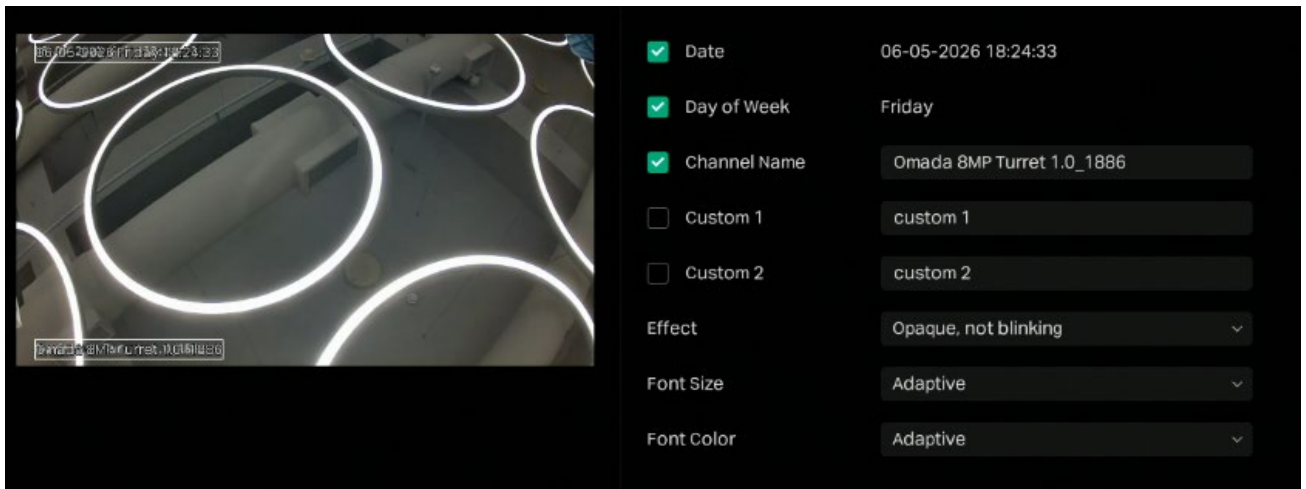 Date 06-05-2026 18:24:33
Day of Week Friday
Channel Name Omada 8MP Turret 1.0_1886
Custom 1 custom 1
Custom 2 custom 2
Effect Opaque, not blinking
Font Size Adaptive
Font Color Adaptive